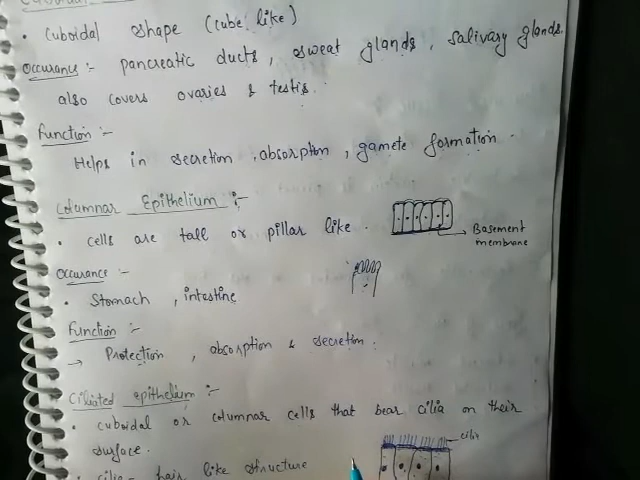 • Cuboidal shape (cube like)
Occurance :- pancreatic ducts, sweat glands, salivary glands.
also covers ovaries & testis.
Function :-
Helps in secretion, absorption, gamete formation.
Columnar Epithelium :-
• cells are tall or pillar like.
Basement membrane
Occurance :-
• Stomach, intestine
Function :-
→ Protection, absorption & secretion.
Ciliated epithelium :-
• cuboidal or columnar cells that bear cilia on their
surface.
cilia
• cilia - hair like structure